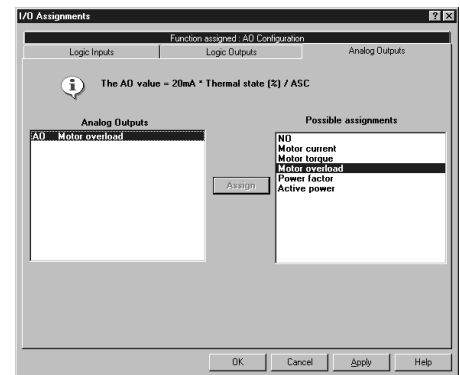 I/O Assignments
Function assigned : AO Configuration
Logic Inputs
Logic Outputs
Analog Outputs
The AO value = 20mA * Thermal state (%) / ASC
Analog Outputs
AO Motor overload
Assign
Possible assignments
NO
Motor current
Motor torque
Motor overload
Power factor
Active power
OK
Cancel
Apply
Help